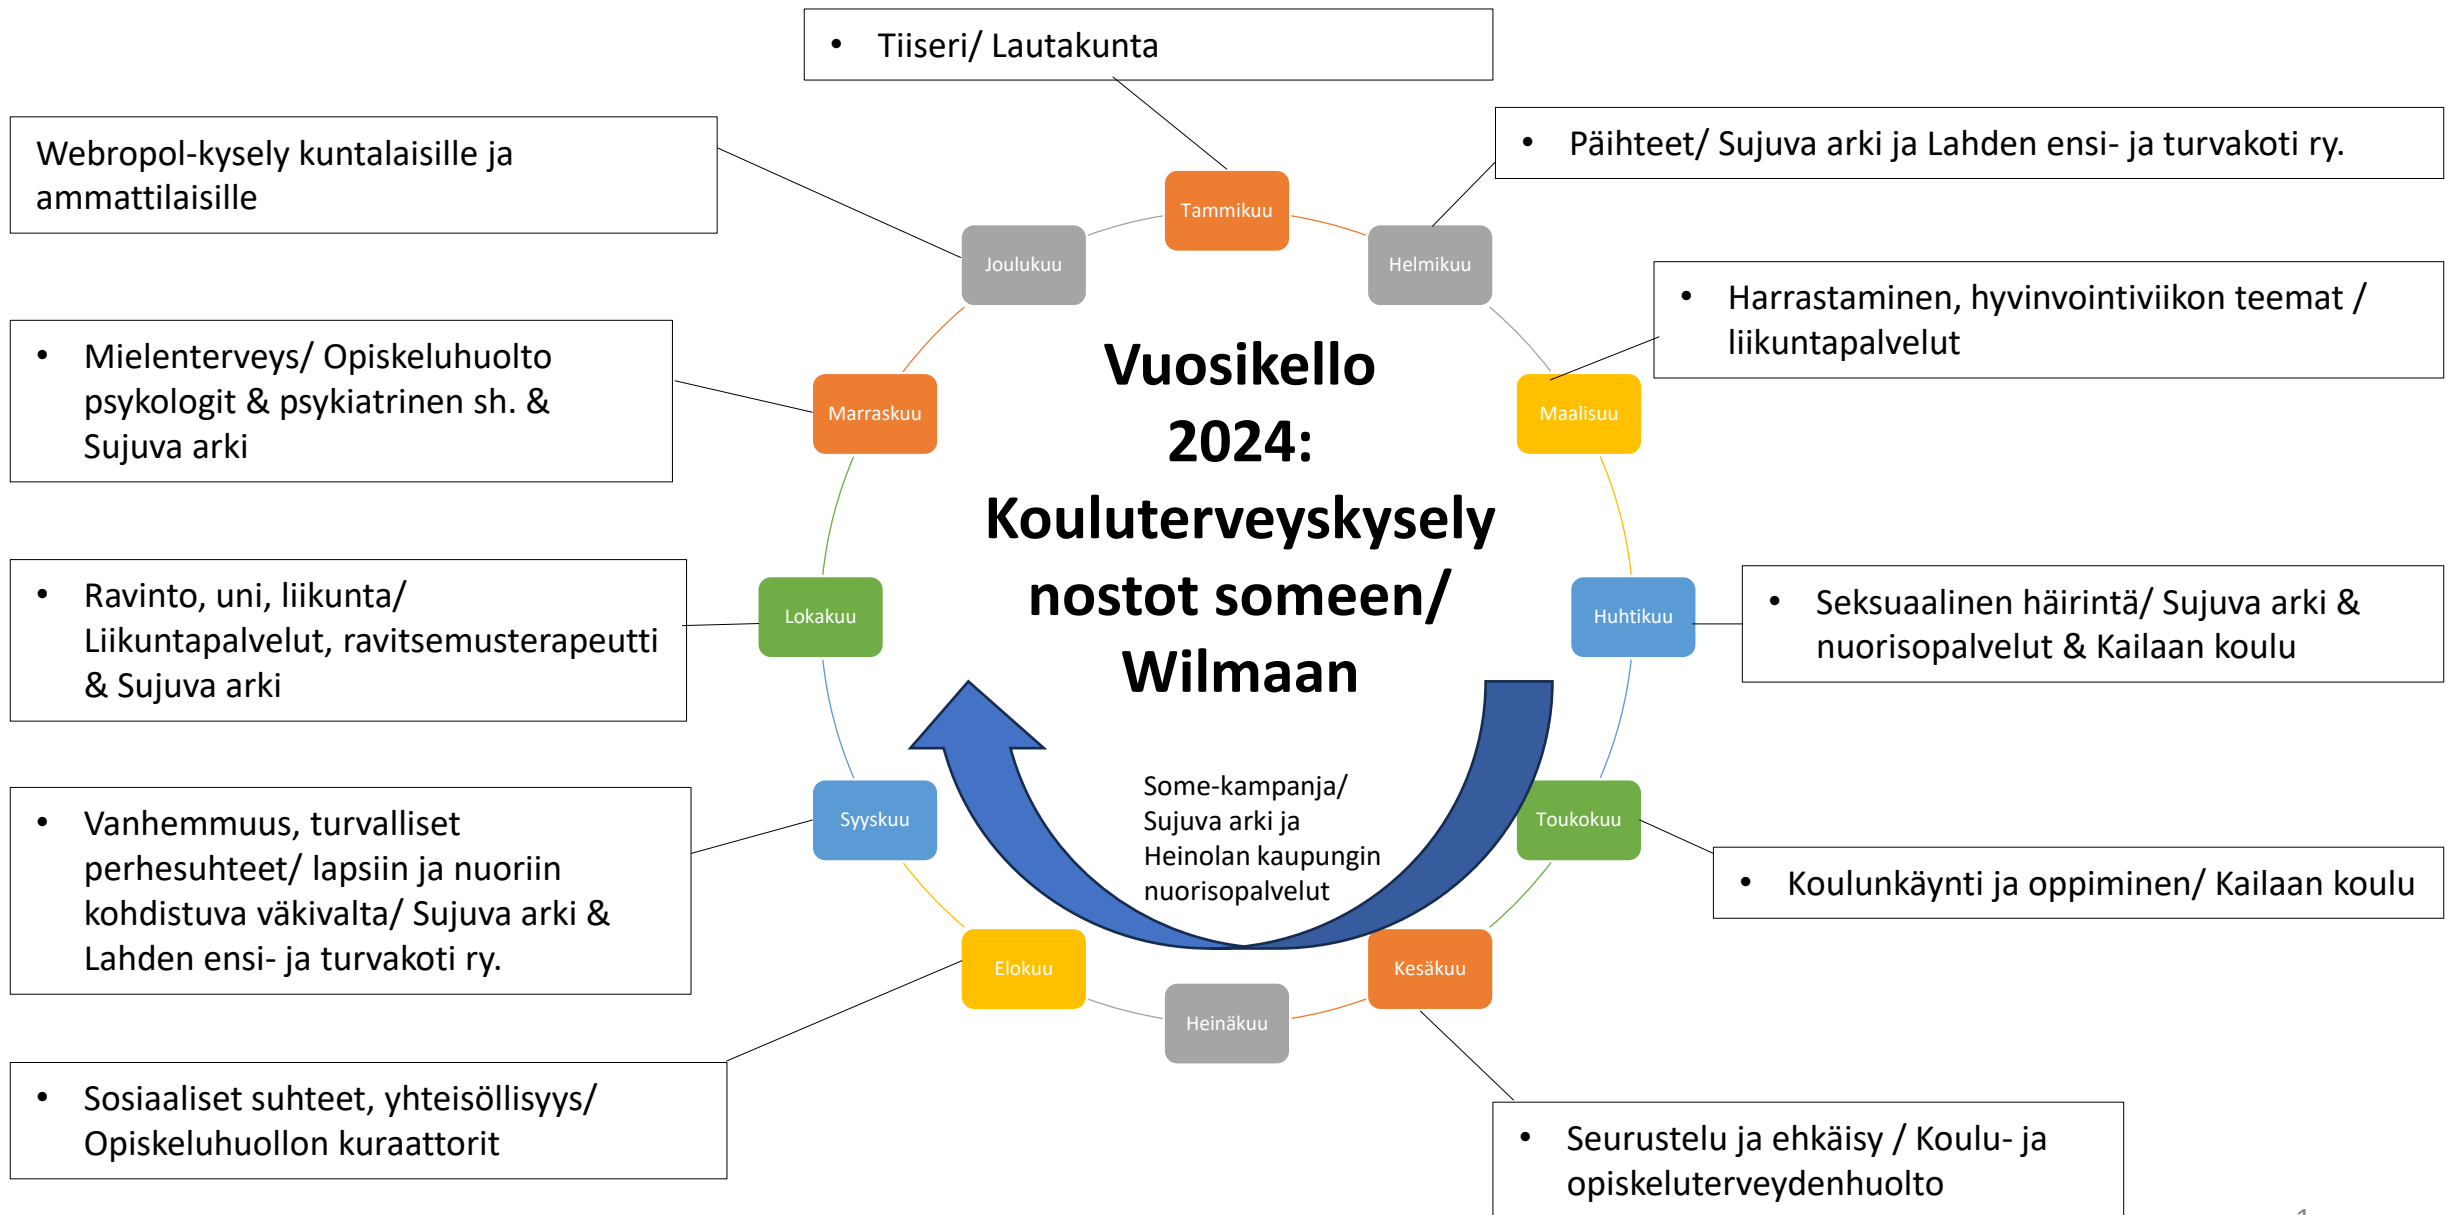 • Tiiseri/ Lautakunta
Webropol-kysely kuntalaisille ja
ammattilaisille
• Päihteet/ Sujuva arki ja Lahden ensi- ja turvakoti ry.
Tammikuu
Joulukuu
Helmikuu
• Harrastaminen, hyvinvointiviikon teemat /
liikuntapalvelut
• Mielenterveys/ Opiskeluhuolto
psykologit & psykiatrinen sh. &
Sujuva arki
Marraskuu
Maalisuu
Vuosikello
2024:
Kouluterveyskysely
nostot someen/
Wilmaan
• Ravinto, uni, liikunta/
Liikuntapalvelut, ravitsemusterapeutti
& Sujuva arki
Lokakuu
Huhtikuu
• Seksuaalinen häirintä/ Sujuva arki &
nuorisopalvelut & Kailaan koulu
Some-kampanja/
Sujuva arki ja
Heinolan kaupungin
nuorisopalvelut
• Vanhemmuus, turvalliset
perhesuhteet/ lapsiin ja nuoriin
kohdistuva väkivalta/ Sujuva arki &
Lahden ensi- ja turvakoti ry.
Syyskuu
Toukokuu
• Koulunkäynti ja oppiminen/ Kailaan koulu
Elokuu
Kesäkuu
Heinäkuu
• Sosiaaliset suhteet, yhteisöllisyys/
Opiskeluhuollon kuraattorit
• Seurustelu ja ehkäisy / Koulu- ja
opiskeluterveydenhuolto
1